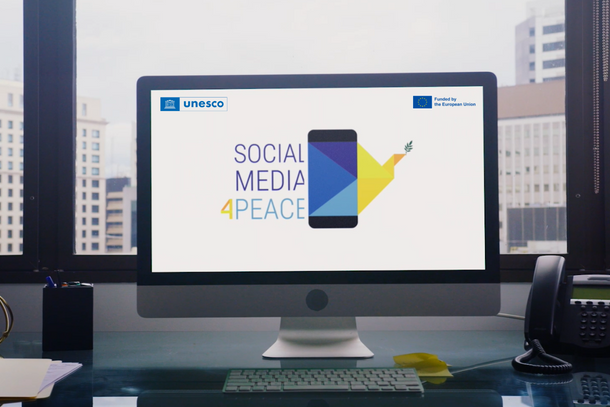 unesco
Funded by
the European Union
SOCIAL
MEDIA
4PEACE